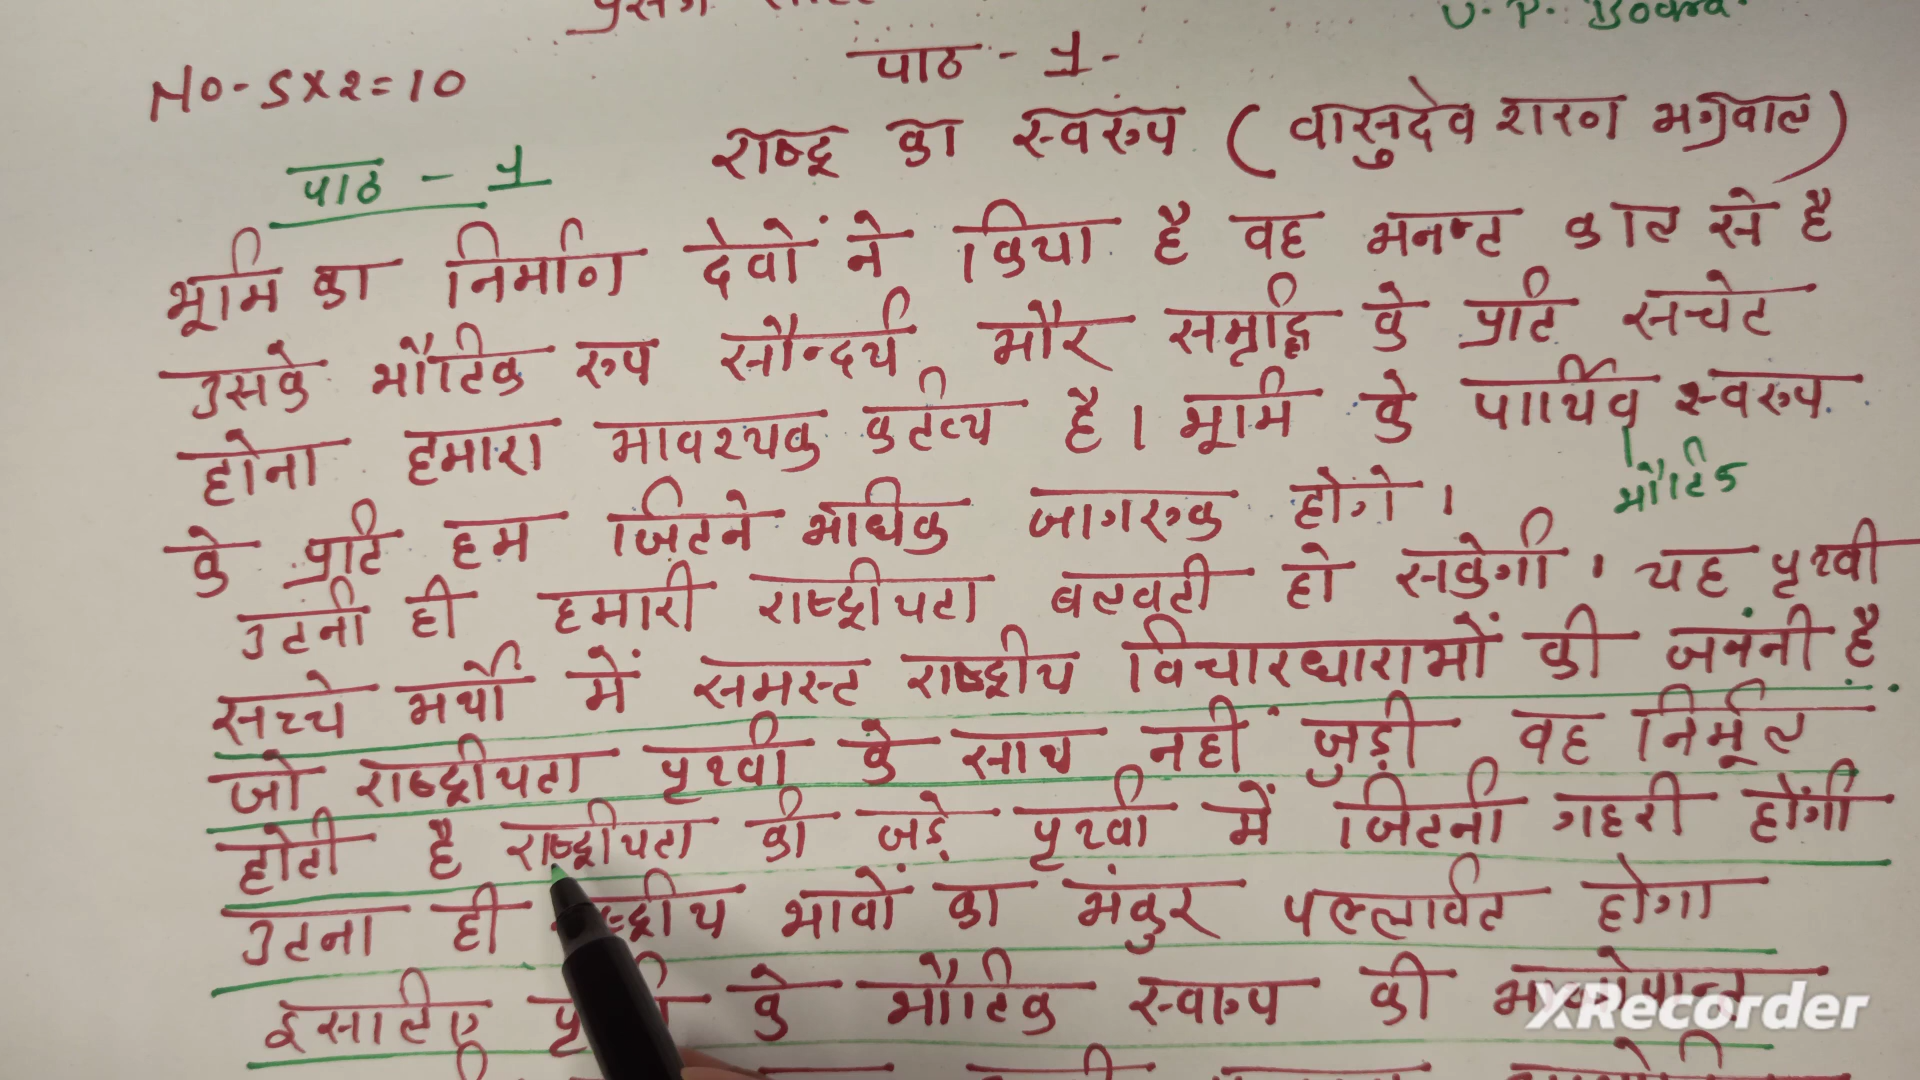 U. P. Board.
No - 5x2=10
पाठ - 1 -
राष्ट्र का स्वरुप ( वासुदेव शरण अग्रवाल )
पाठ - 1
भूमि का निर्माण देवों ने किया है वह अनन्त काल से है
उसके भौतिक रुप सौन्दर्य और समृद्धि के प्रति सचेत
होना हमारा आवश्यक कर्तव्य है । भूमि के पार्थिव स्वरुप
भौतिक
के प्रति हम जितने अधिक जागरुक होगे ।
उतनी ही हमारी राष्ट्रीयता बलवती हो सकेगी । यह पृथ्वी
सच्चे अर्थो में समस्त राष्ट्रीय विचारधाराओं की जननी है
जो राष्ट्रीयता पृथ्वी के साथ नहीं जुड़ी वह निर्मूल
होती है राष्ट्रीयता की जड़े पृथ्वी में जितनी गहरी होंगी
उतना ही राष्ट्रीय भावों का अंकुर पल्लवित होगा
इसलिए के भौतिक स्वरुप की
XRecorder